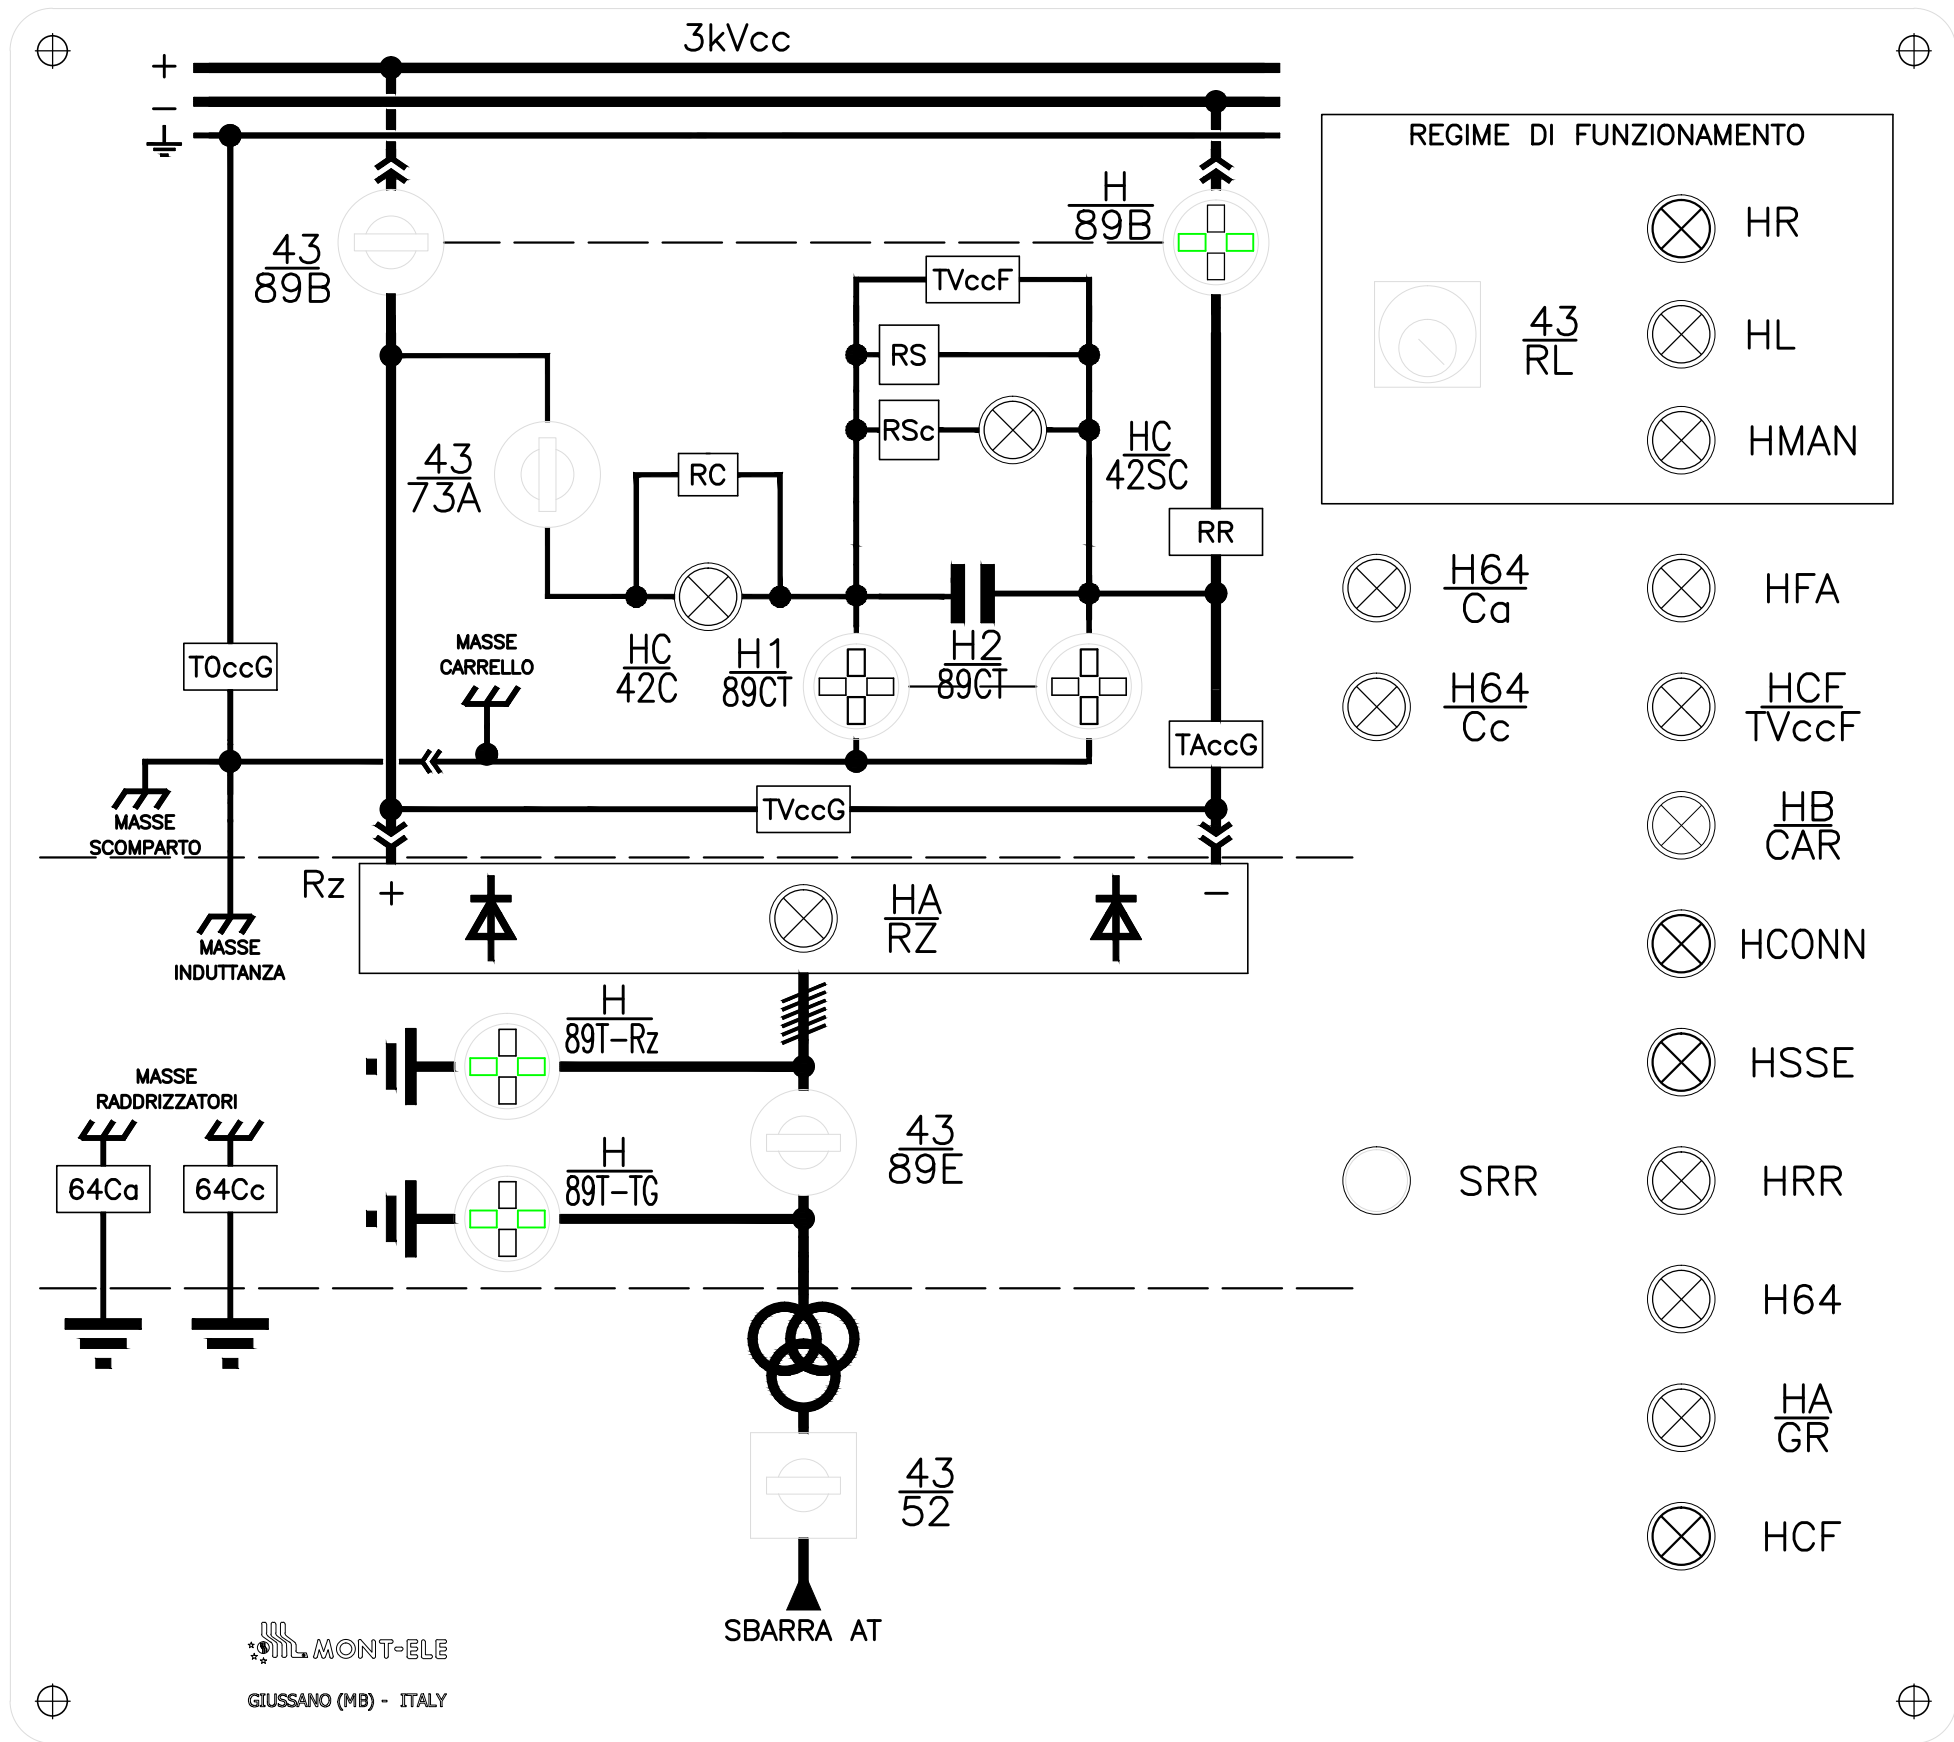 3kVcc
+
−
REGIME DI FUNZIONAMENTO
H
89B
HR
43
89B
TVccF
43
RL
HL
RS
RSc
HC
42SC
HMAN
43
73A
RC
RR
H64
Ca
HFA
MASSE
CARRELLO
HC
42C
H1
89CT
H2
89CT
TOccG
H64
Cc
HCF
TVccF
TAccG
TVccG
MASSE
SCOMPARTO
HB
CAR
Rz
+
HA
RZ
−
MASSE
INDUTTANZA
HCONN
H
89T-Rz
HSSE
MASSE
RADDRIZZATORI
43
89E
H
89T-TG
64Ca
64Cc
SRR
HRR
H64
HA
GR
43
52
HCF
SBARRA AT
MONT-ELE
GIUSSANO (MB) - ITALY